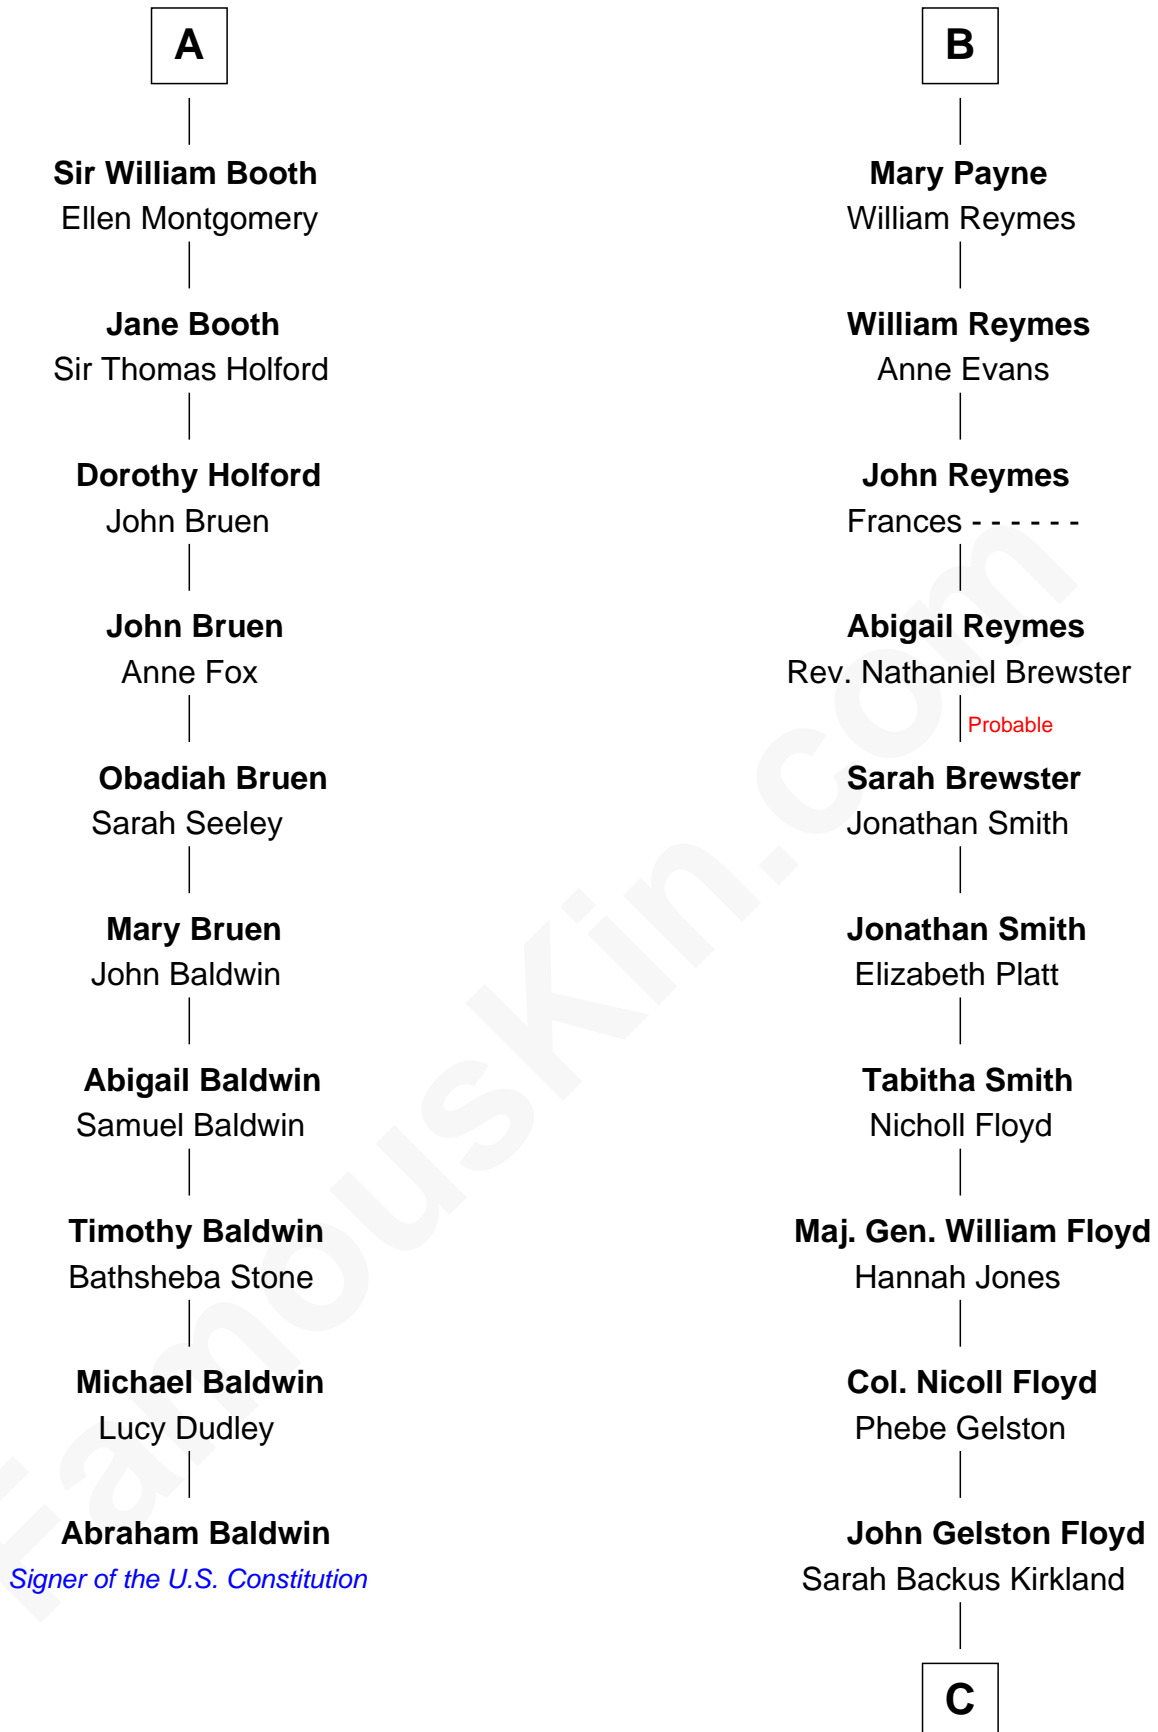 A
Sir William Booth
Ellen Montgomery
Jane Booth
Sir Thomas Holford
Dorothy Holford
John Bruen
John Bruen
Anne Fox
Obadiah Bruen
Sarah Seeley
Mary Bruen
John Baldwin
Abigail Baldwin
Samuel Baldwin
Timothy Baldwin
Bathsheba Stone
Michael Baldwin
Lucy Dudley
Abraham Baldwin
Signer of the U.S. Constitution
B
Mary Payne
William Reymes
William Reymes
Anne Evans
John Reymes
Frances - - - - - -
Abigail Reymes
Rev. Nathaniel Brewster
Probable
Sarah Brewster
Jonathan Smith
Jonathan Smith
Elizabeth Platt
Tabitha Smith
Nicholl Floyd
Maj. Gen. William Floyd
Hannah Jones
Col. Nicoll Floyd
Phebe Gelston
John Gelston Floyd
Sarah Backus Kirkland
C
FamousKin.com